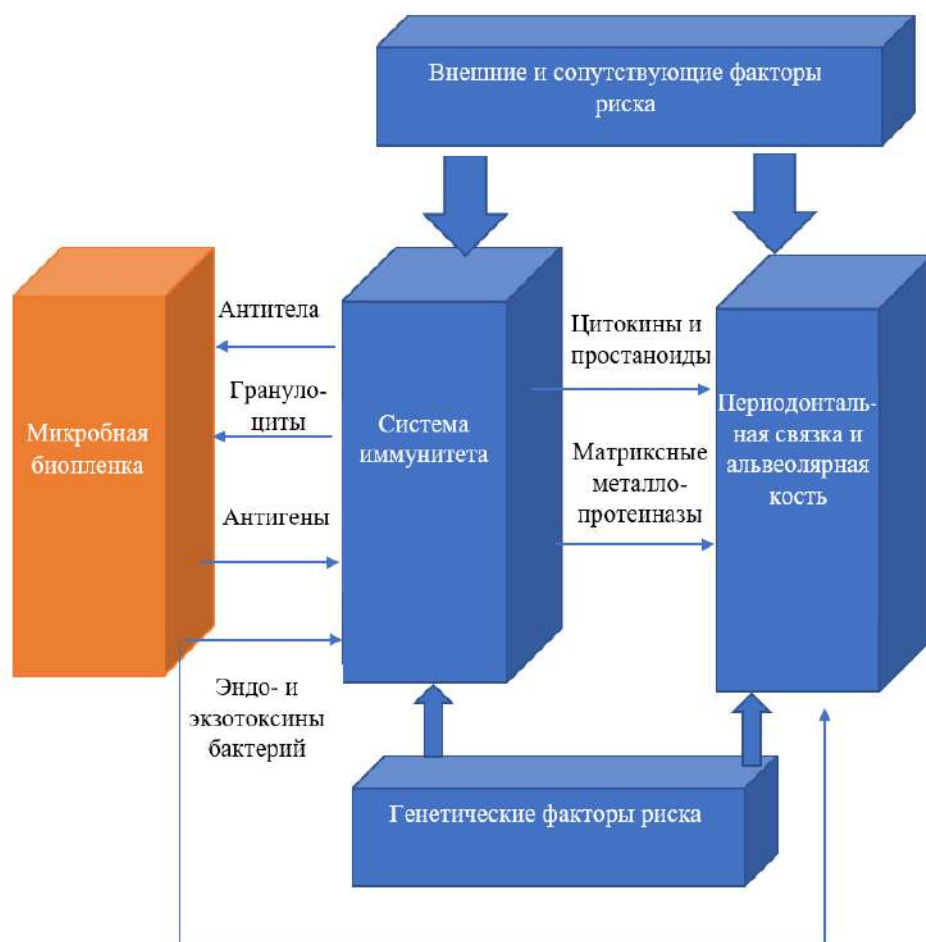 Внешние и сопутствующие факторы
риска
Антитела
Грануло-
циты
Антигены
Эндо- и
экзотоксины
бактерий
Микробная
биопленка
Система
иммунитета
Цитокины и
простаноиды
Матриксные
металло-
протеиназы
Периодонталь-
ная связка и
альвеолярная
кость
Генетические факторы риска